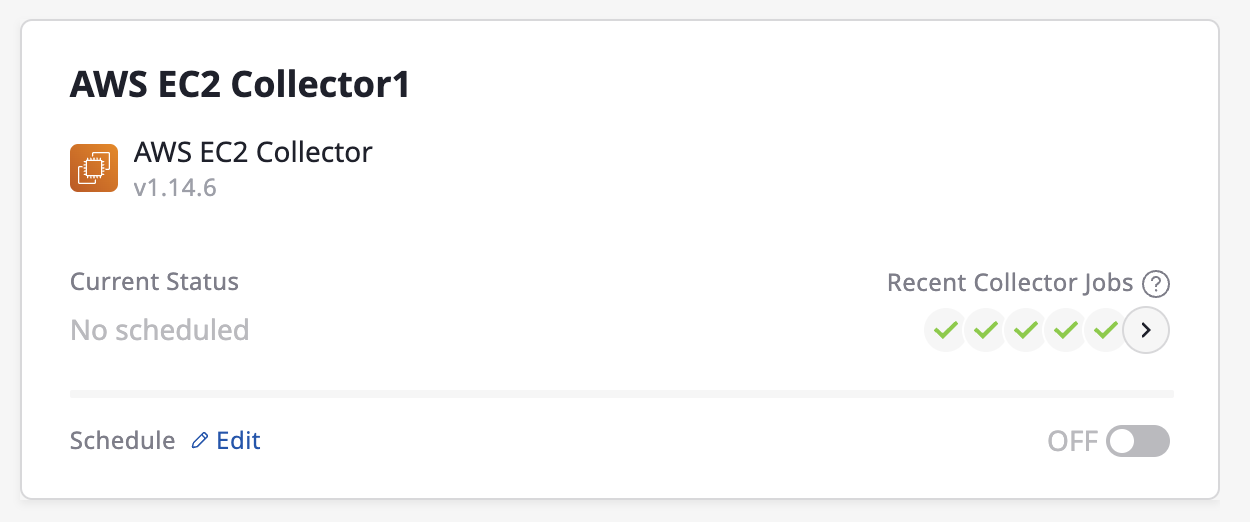 AWS EC2 Collector1
AWS EC2 Collector
v1.14.6
Current Status
No scheduled
Recent Collector Jobs ?
Schedule Edit
OFF